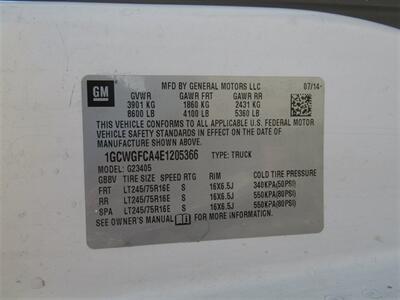 GM
MFD BY GENERAL MOTORS LLC 07/14
GVWR GAWR FRT GAWR RR
3901 KG 1860 KG 2431 KG
8600 LB 4100 LB 5360 LB
THIS VEHICLE CONFORMS TO ALL APPLICABLE U.S. FEDERAL MOTOR
VEHICLE SAFETY STANDARDS IN EFFECT ON THE DATE OF
MANUFACTURE SHOWN ABOVE.
1GCWGFCA4E1205366 TYPE: TRUCK
MODEL: G23405
GBBV TIRE SIZE SPEED RTG RIM COLD TIRE PRESSURE
FRT LT245/75R16E S 16X6.5J 340KPA(50PSI)
RR LT245/75R16E S 16X6.5J 550KPA(80PSI)
SPA LT245/75R16E S 16X6.5J 550KPA(80PSI)
SEE OWNER'S MANUAL FOR MORE INFORMATION.